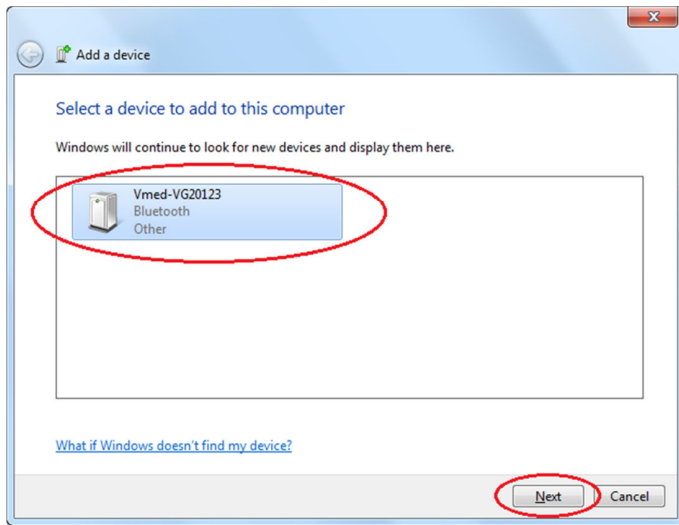 Add a device
Select a device to add to this computer
Windows will continue to look for new devices and display them here.
Vmed-VG20123
Bluetooth
Other
What if Windows doesn't find my device?
Next
Cancel